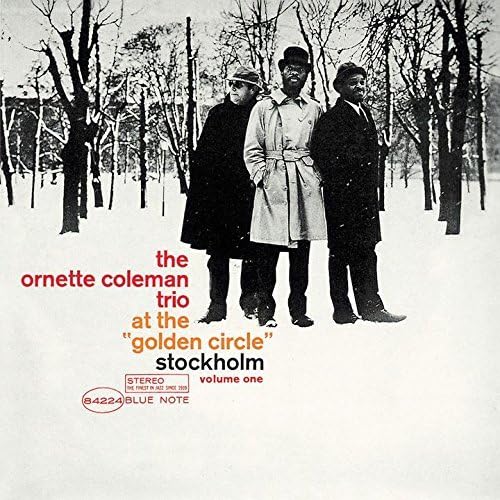 the
ornette coleman
trio
at the
"golden circle"
stockholm
volume one
STEREO
THE FINEST IN JAZZ SINCE 1939
84224 BLUE NOTE